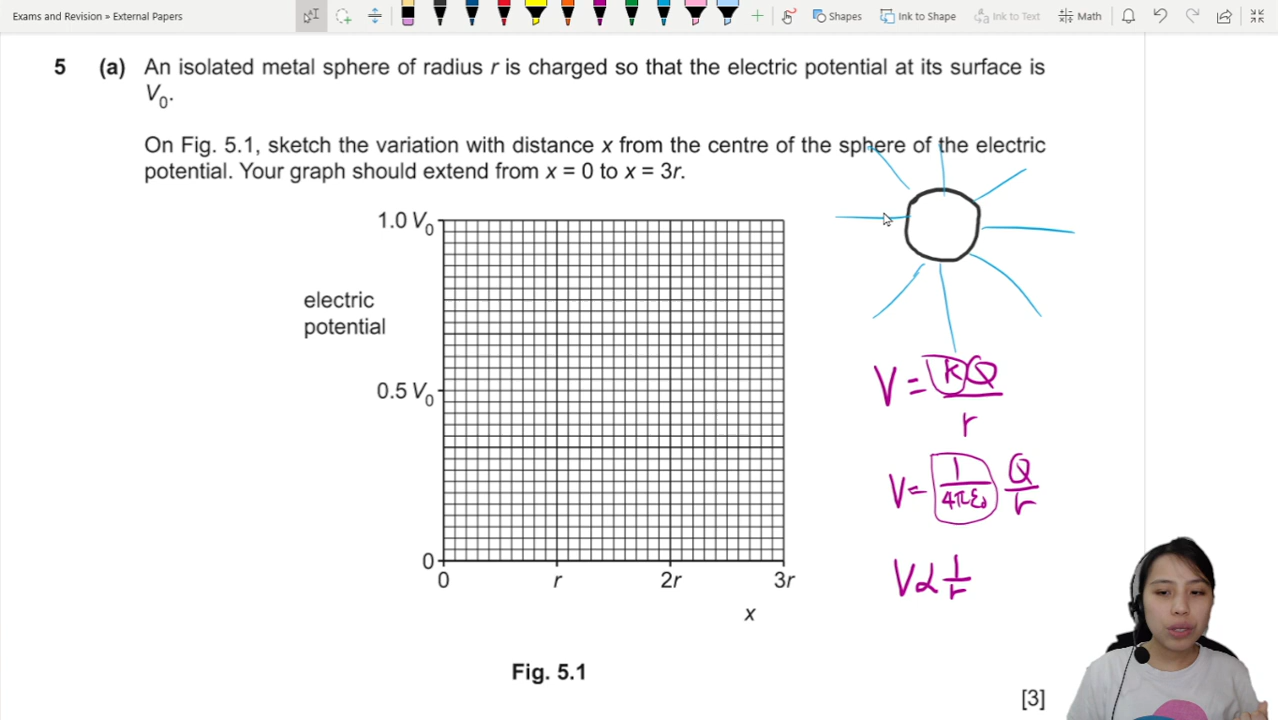 Exams and Revision » External Papers
Shapes
Ink to Shape
Ink to Text
Math
5 (a) An isolated metal sphere of radius r is charged so that the electric potential at its surface is
V₀.
On Fig. 5.1, sketch the variation with distance x from the centre of the sphere of the electric
potential. Your graph should extend from x = 0 to x = 3r.
1.0 V₀
electric
potential
0.5 V₀
0
0 r 2r 3r
x
Fig. 5.1
[3]
V = kQ/r
V = 1/4πε₀ Q/r
V ∝ 1/r